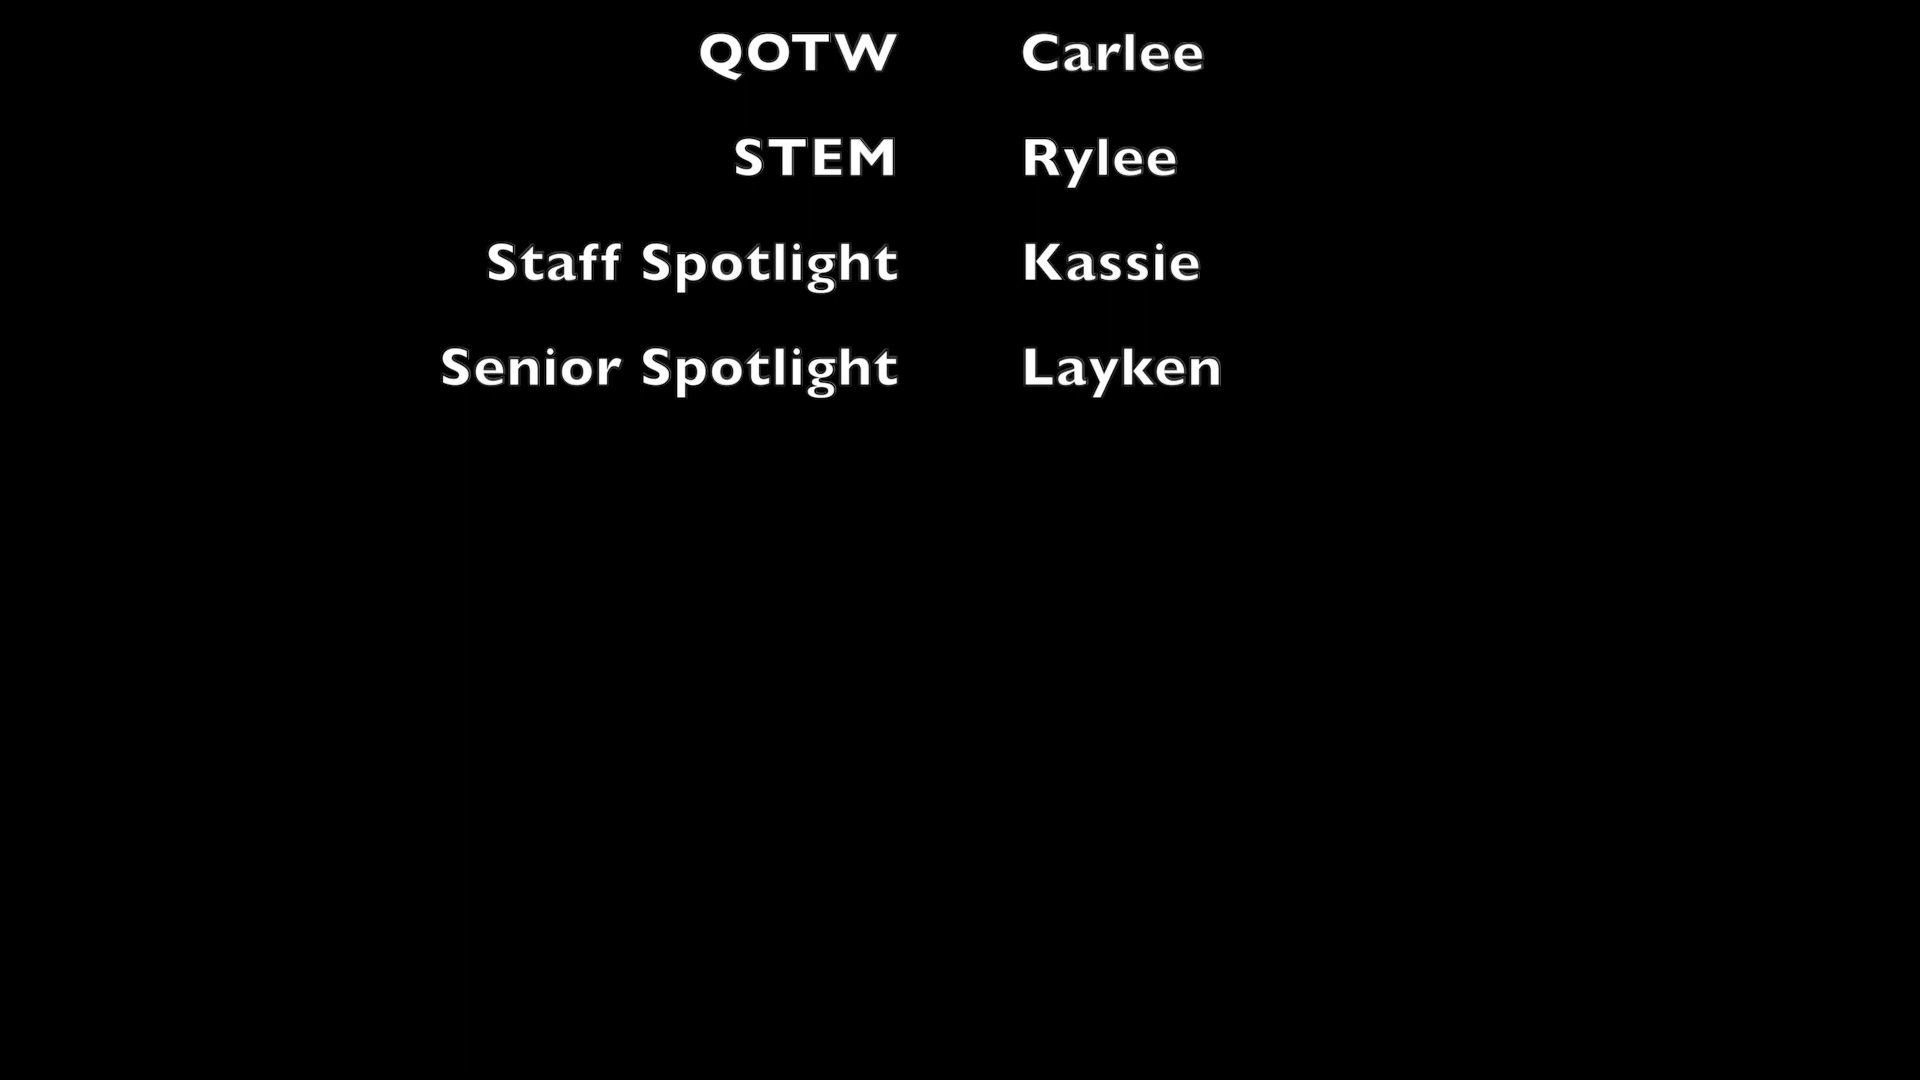 QOTW Carlee
STEM Rylee
Staff Spotlight Kassie
Senior Spotlight Layken